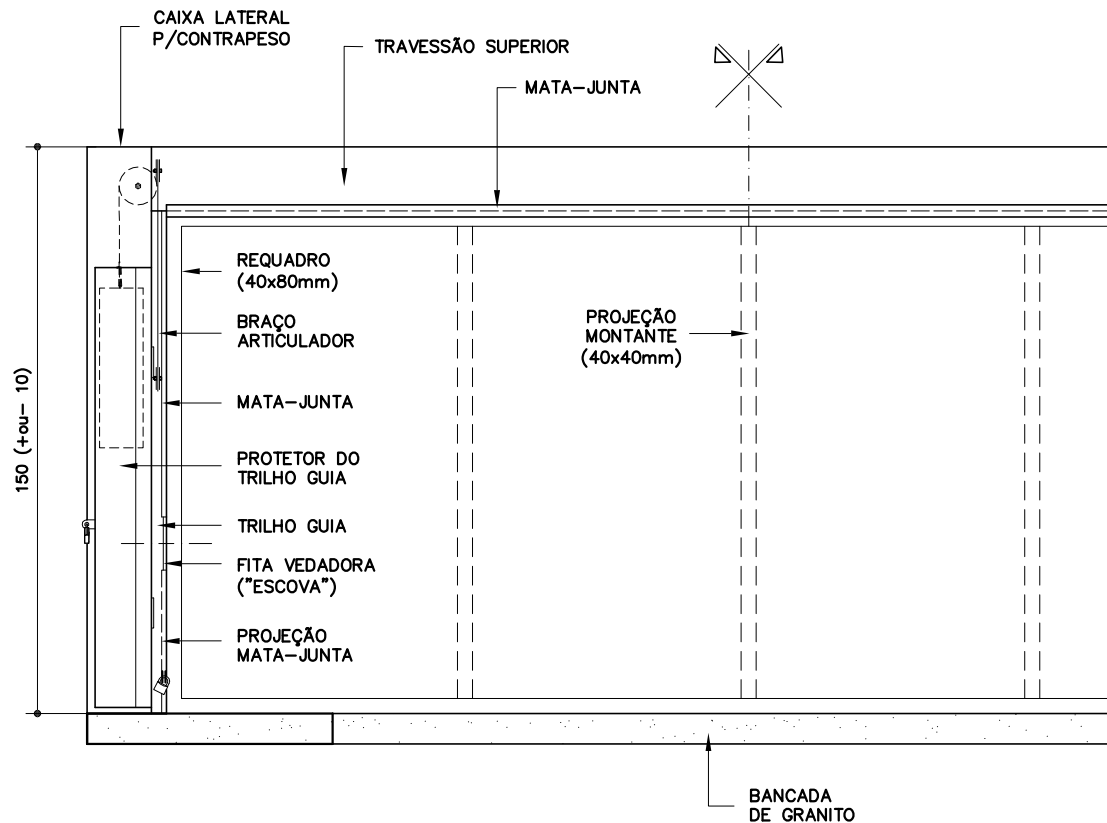 CAIXA LATERAL
P/CONTRAPESO
TRAVESSÃO SUPERIOR
MATA-JUNTA
REQUADRO
(40x80mm)
BRAÇO
ARTICULADOR
PROJEÇÃO
MONTANTE
(40x40mm)
MATA-JUNTA
150 (+ou- 10)
PROTETOR DO
TRILHO GUIA
TRILHO GUIA
FITA VEDADORA
("ESCOVA")
PROJEÇÃO
MATA-JUNTA
BANCADA
DE GRANITO